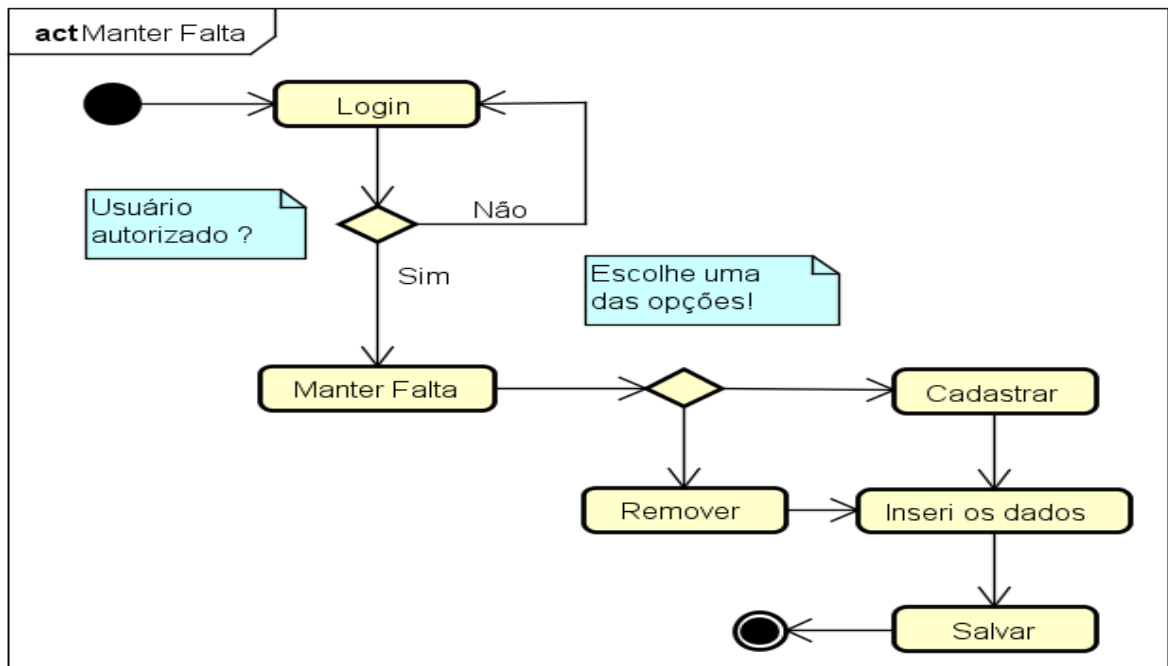 act Manter Falta
Login
Usuário
autorizado ?
Não
Sim
Escolhe uma
das opções!
Manter Falta
Cadastrar
Remover
Inseri os dados
Salvar